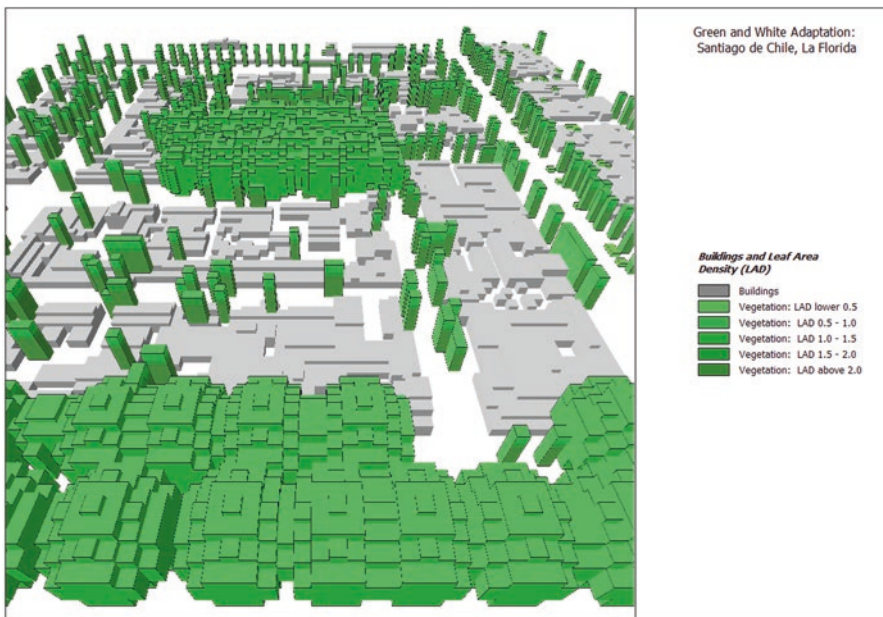 Green and White Adaptation:
Santiago de Chile, La Florida
Buildings and Leaf Area
Density (LAD)
Buildings
Vegetation: LAD lower 0.5
Vegetation: LAD 0.5 - 1.0
Vegetation: LAD 1.0 - 1.5
Vegetation: LAD 1.5 - 2.0
Vegetation: LAD above 2.0